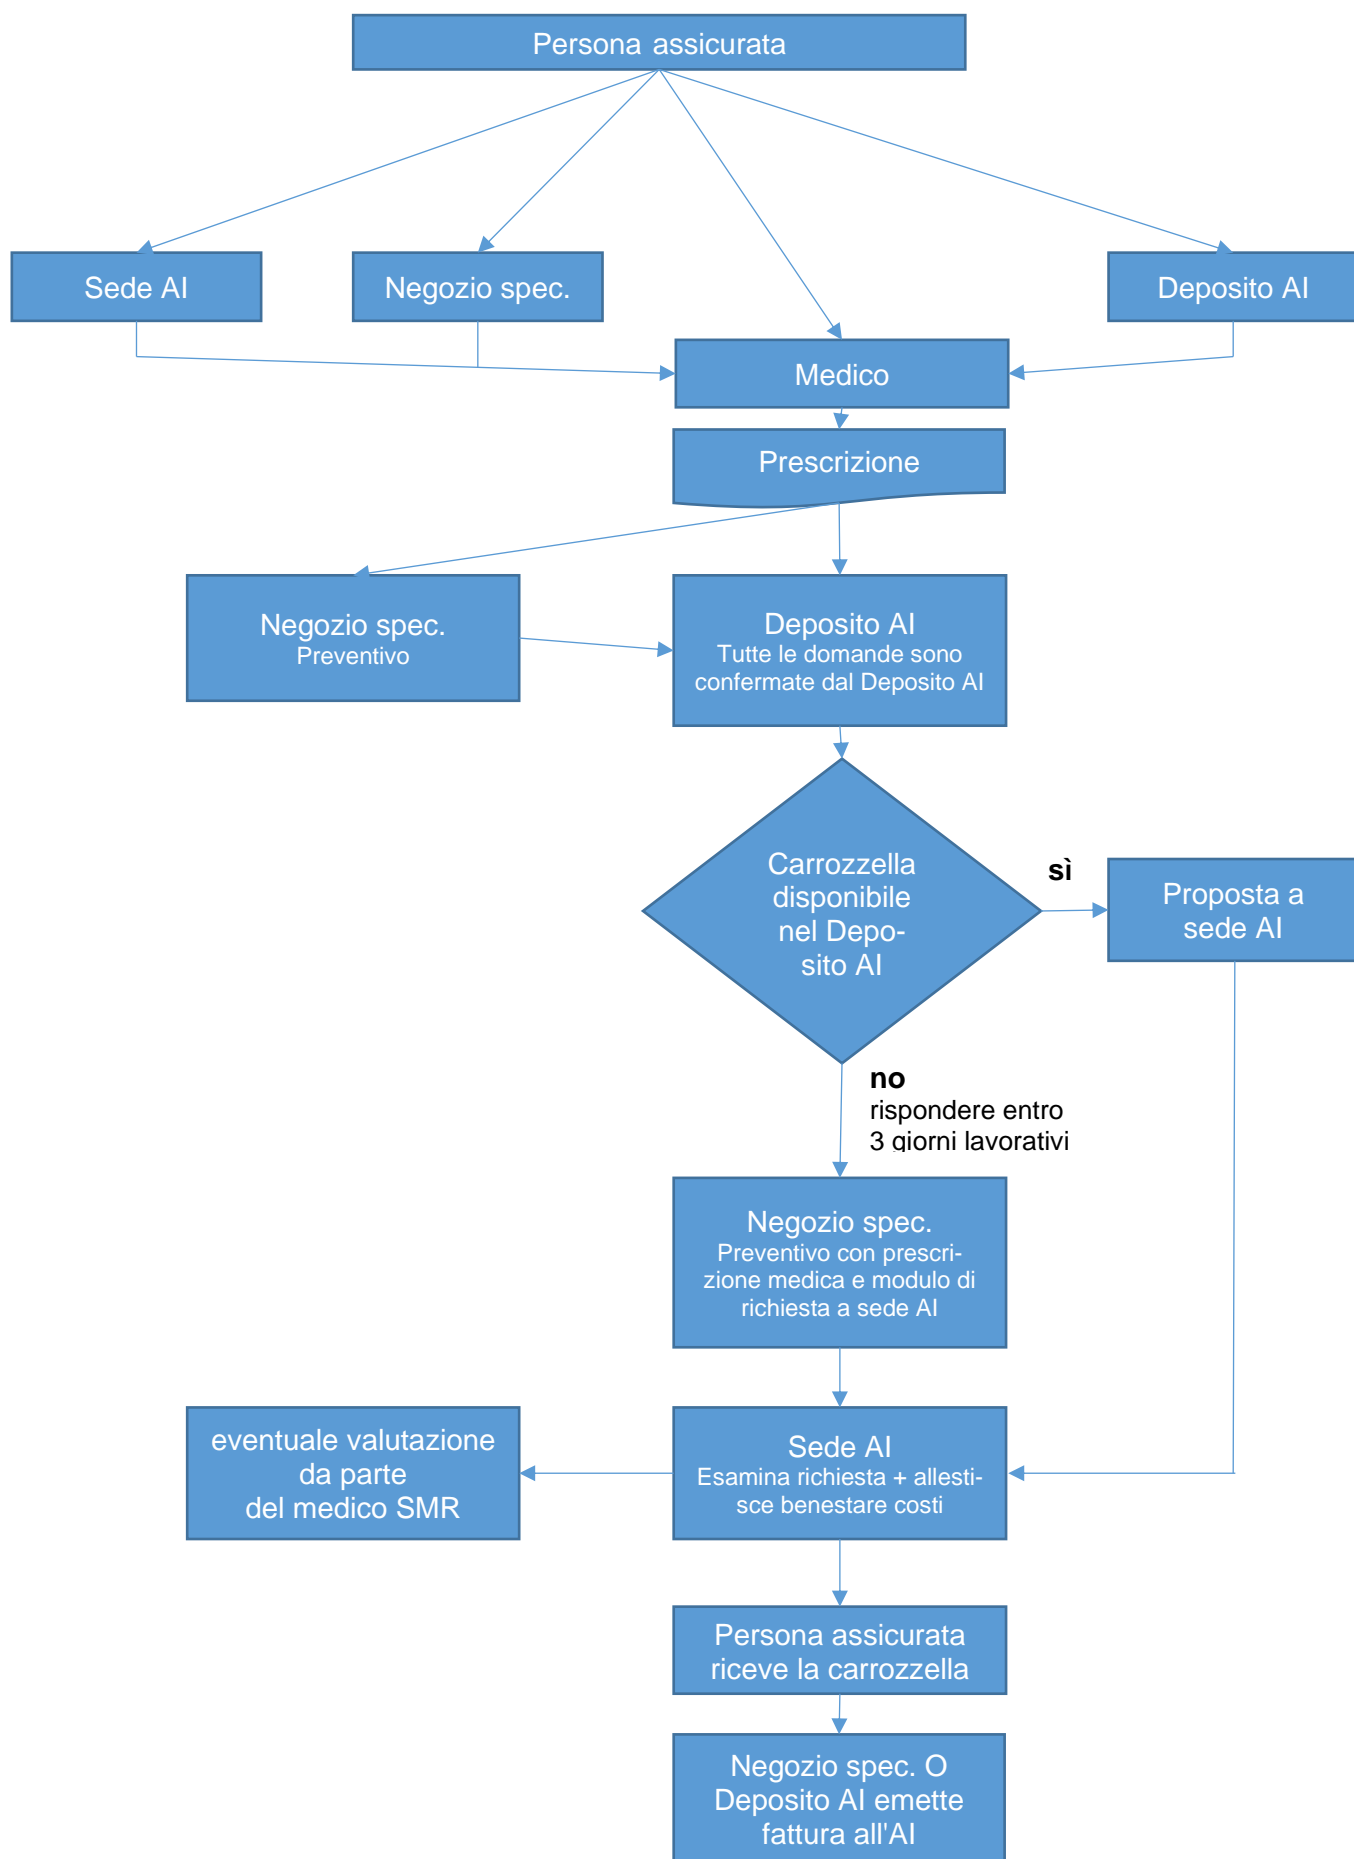 Persona assicurata
Sede AI
Negozio spec.
Deposito AI
Medico
Prescrizione
Negozio spec.
Preventivo
Deposito AI
Tutte le domande sono
confermate dal Deposito AI
Carrozzella
disponibile
nel Depo-
sito AI
sì
Proposta a
sede AI
no
rispondere entro
3 giorni lavorativi
Negozio spec.
Preventivo con prescri-
zione medica e modulo di
richiesta a sede AI
eventuale valutazione
da parte
del medico SMR
Sede AI
Esamina richiesta + allesti-
sce benestare costi
Persona assicurata
riceve la carrozzella
Negozio spec. O
Deposito AI emette
fattura all'AI